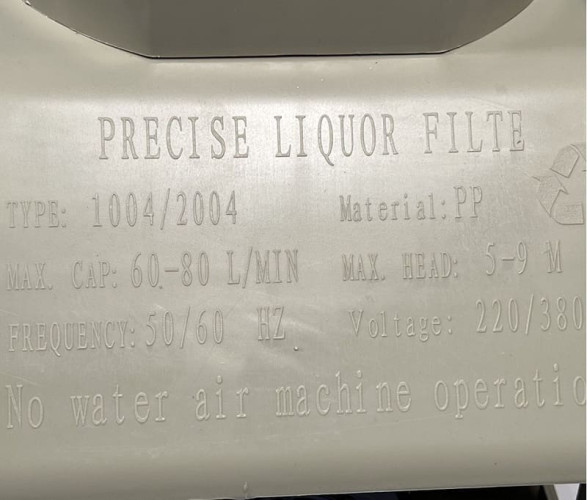 PRECISE LIQUOR FILTE
TYPE: 1004/2004 Material:PP
MAX. CAP: 60-80 L/MIN MAX. HEAD: 5-9 M
FREQUENCY: 50/60 HZ Voltage: 220/380
No water air machine operatio